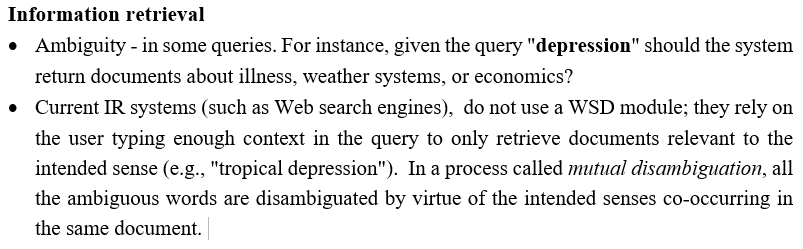 Information retrieval
• Ambiguity - in some queries. For instance, given the query "depression" should the system
return documents about illness, weather systems, or economics?
• Current IR systems (such as Web search engines), do not use a WSD module; they rely on
the user typing enough context in the query to only retrieve documents relevant to the
intended sense (e.g., "tropical depression"). In a process called mutual disambiguation, all
the ambiguous words are disambiguated by virtue of the intended senses co-occurring in
the same document.